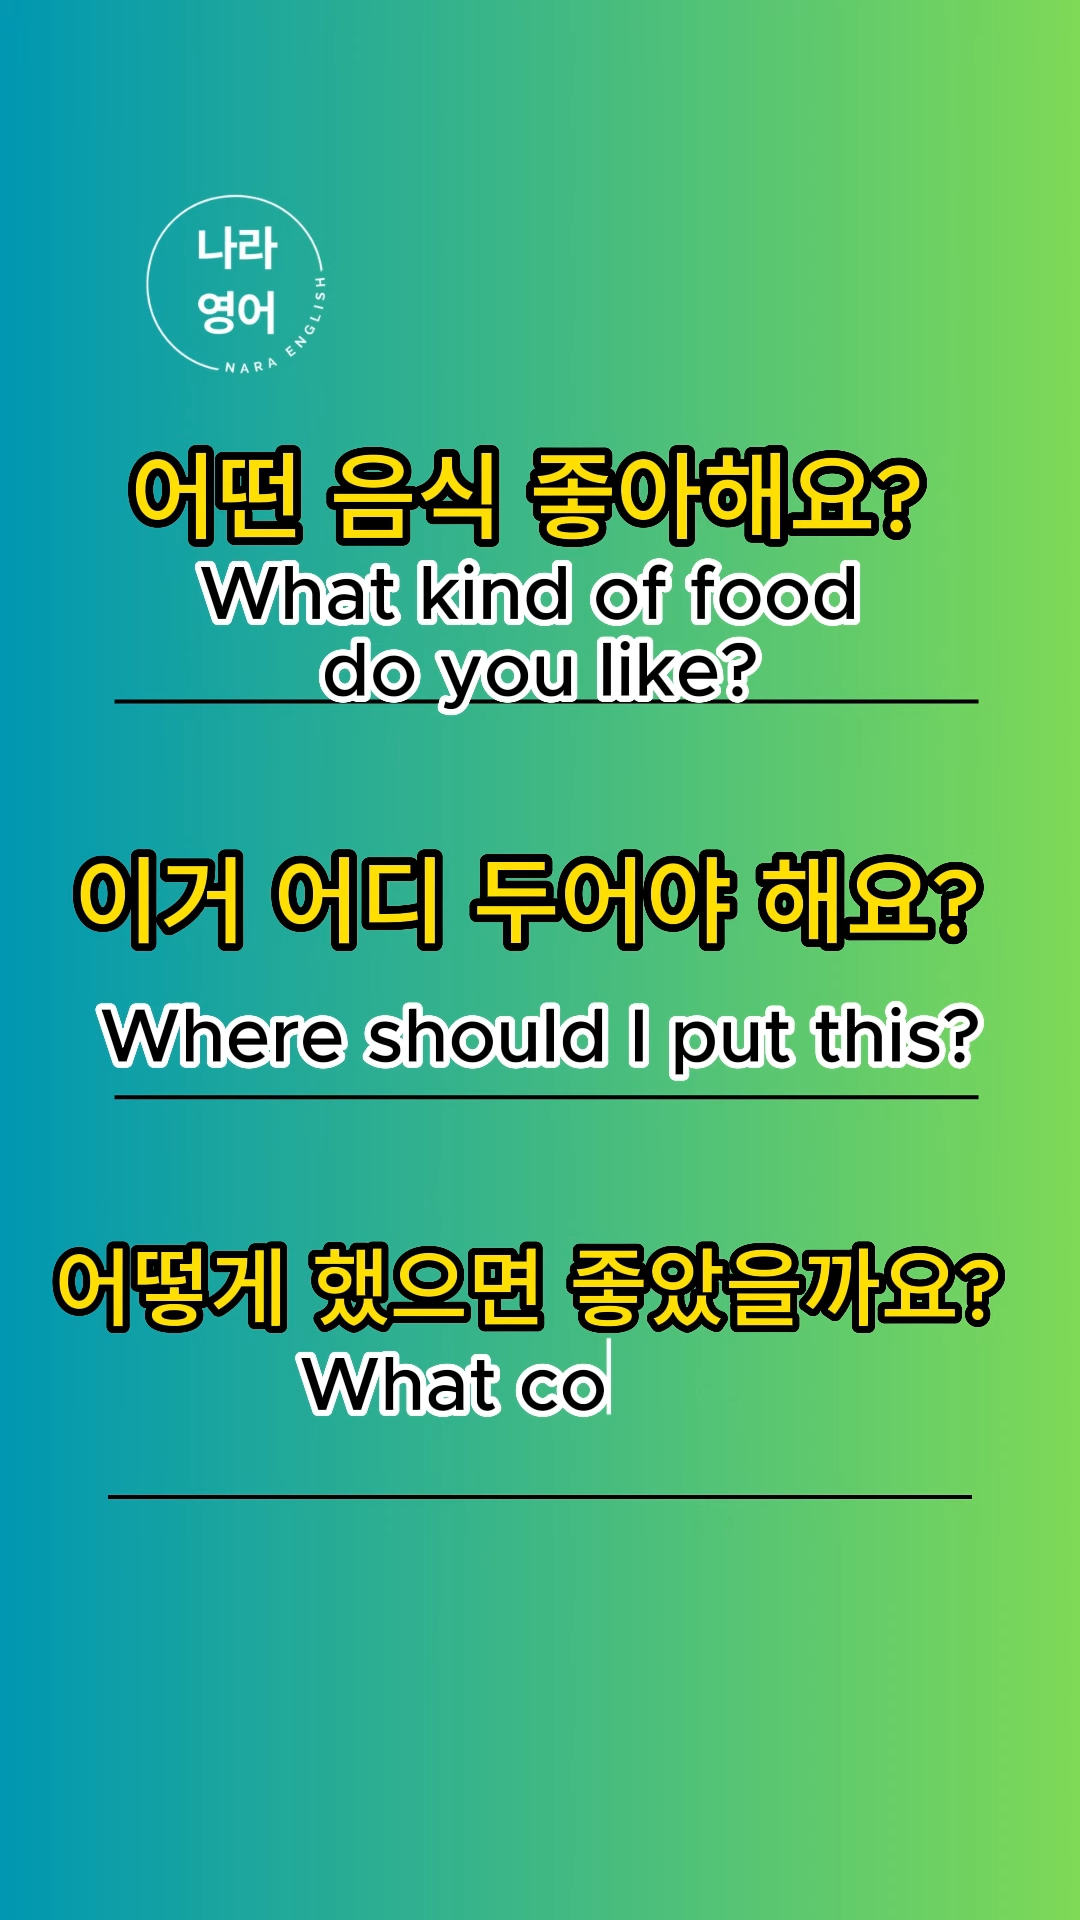 나라
영어
NARA ENGLISH
어떤 음식 좋아해요?
What kind of food
do you like?
이거 어디 두어야 해요?
Where should I put this?
어떻게 했으면 좋았을까요?
What co